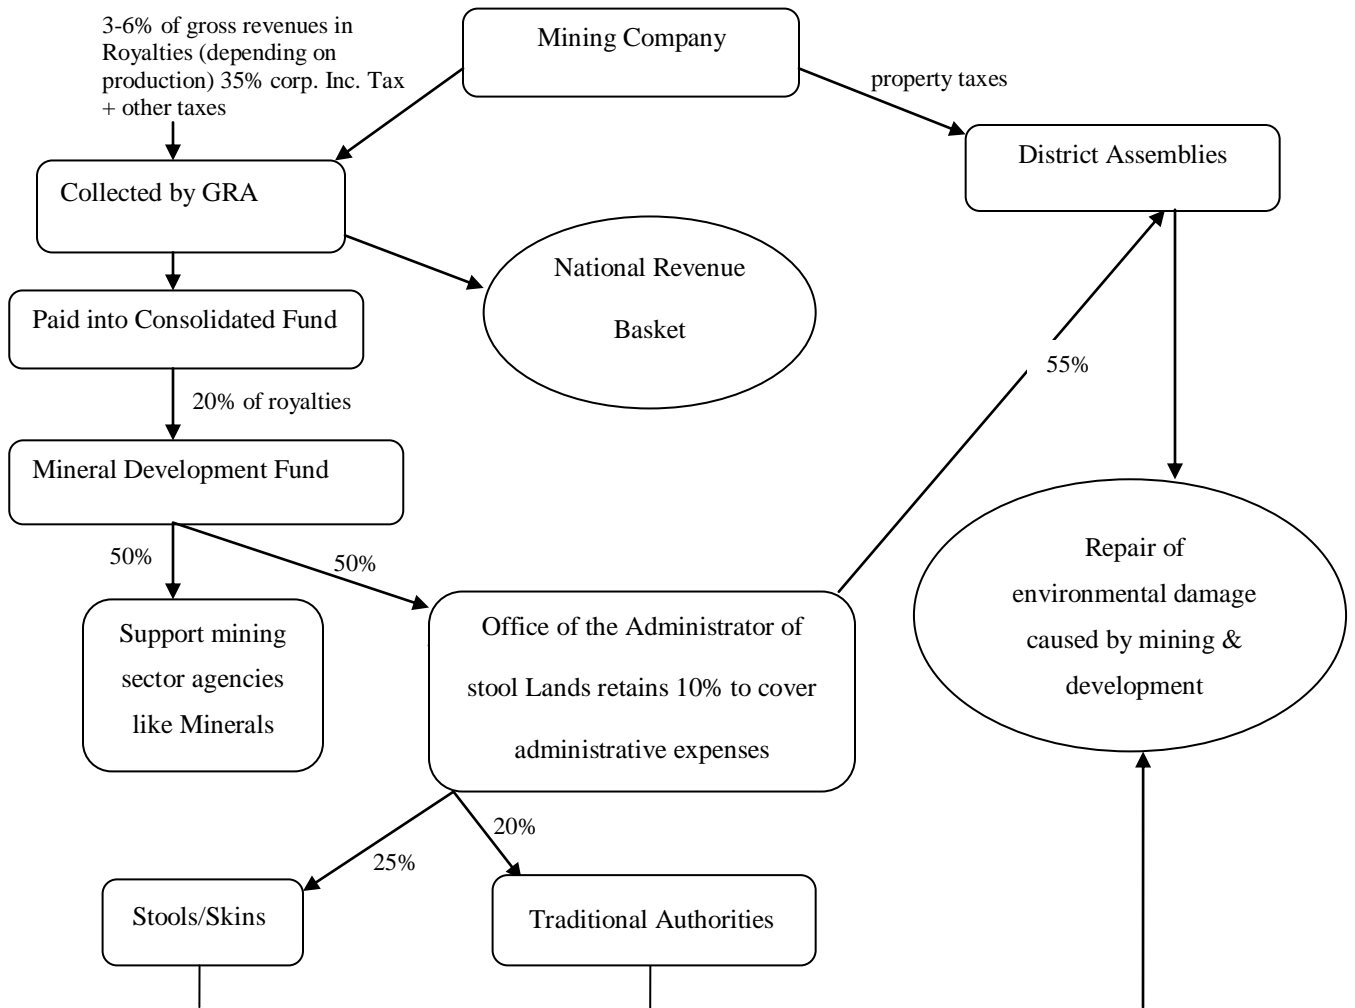 3-6% of gross revenues in
Royalties (depending on
production) 35% corp. Inc. Tax
+ other taxes
Mining Company
property taxes
District Assemblies
Collected by GRA
National Revenue
Basket
Paid into Consolidated Fund
55%
20% of royalties
Mineral Development Fund
50%
50%
Repair of
environmental damage
caused by mining &
development
Support mining
sector agencies
like Minerals
Office of the Administrator of
stool Lands retains 10% to cover
administrative expenses
25%
20%
Stools/Skins
Traditional Authorities